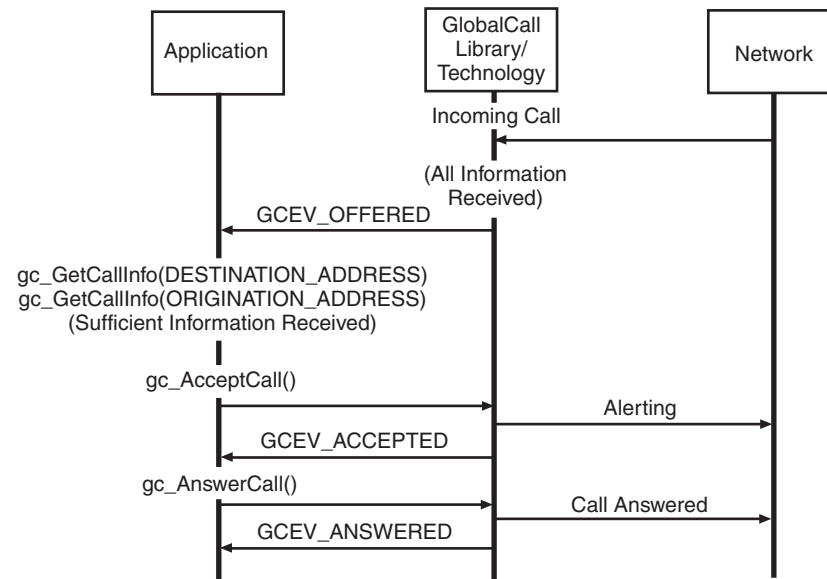 Application
GlobalCall
Library/
Technology
Network
Incoming Call
(All Information
Received)
GCEV_OFFERED
gc_GetCallInfo(DESTINATION_ADDRESS)
gc_GetCallInfo(ORIGINATION_ADDRESS)
(Sufficient Information Received)
gc_AcceptCall()
Alerting
GCEV_ACCEPTED
gc_AnswerCall()
Call Answered
GCEV_ANSWERED